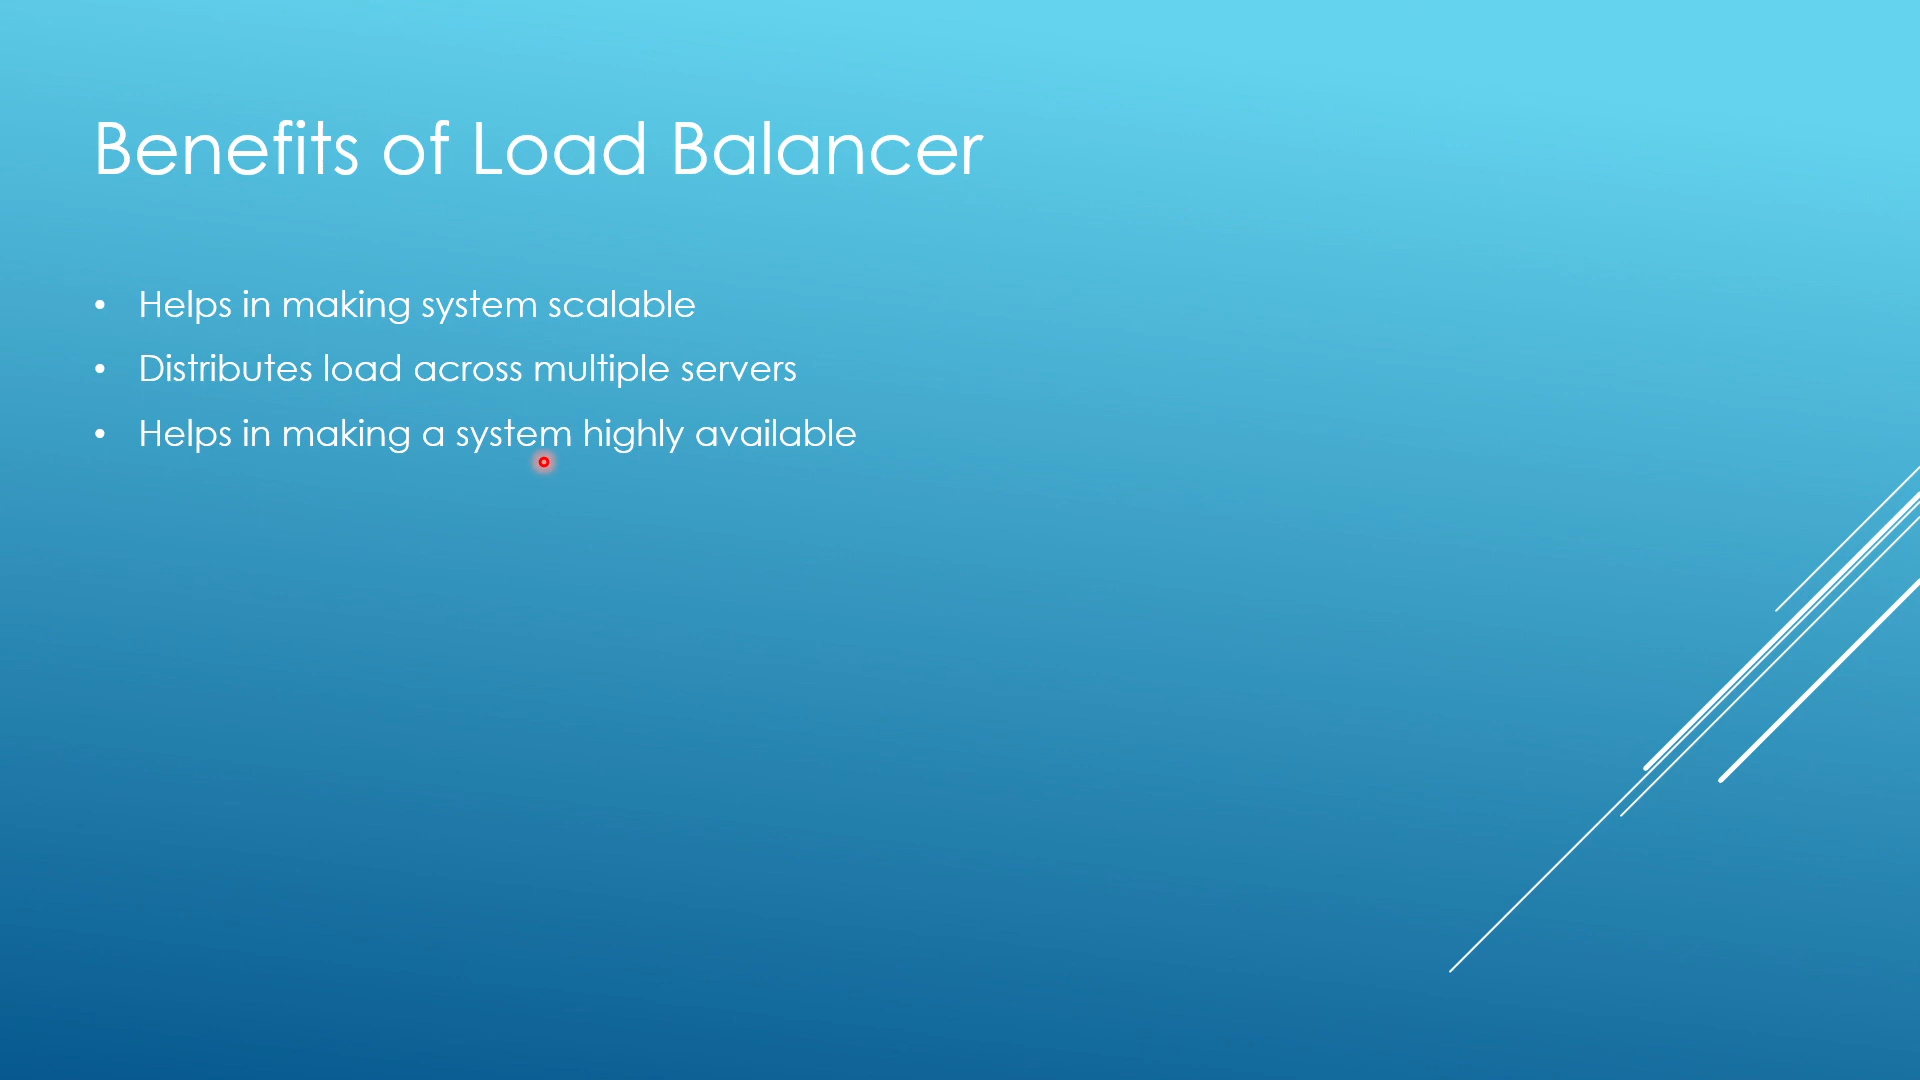 Benefits of Load Balancer
• Helps in making system scalable
• Distributes load across multiple servers
• Helps in making a system highly available